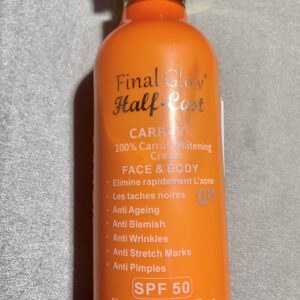 Final Glow
Half-Cast
CARROT
100% Carrot Whitening
Cream
FACE & BODY
• Elimine rapidement L'acne
• Les taches noires
• Anti Ageing
• Anti Blemish
• Anti Wrinkles
• Anti Stretch Marks
• Anti Pimples
SPF 50